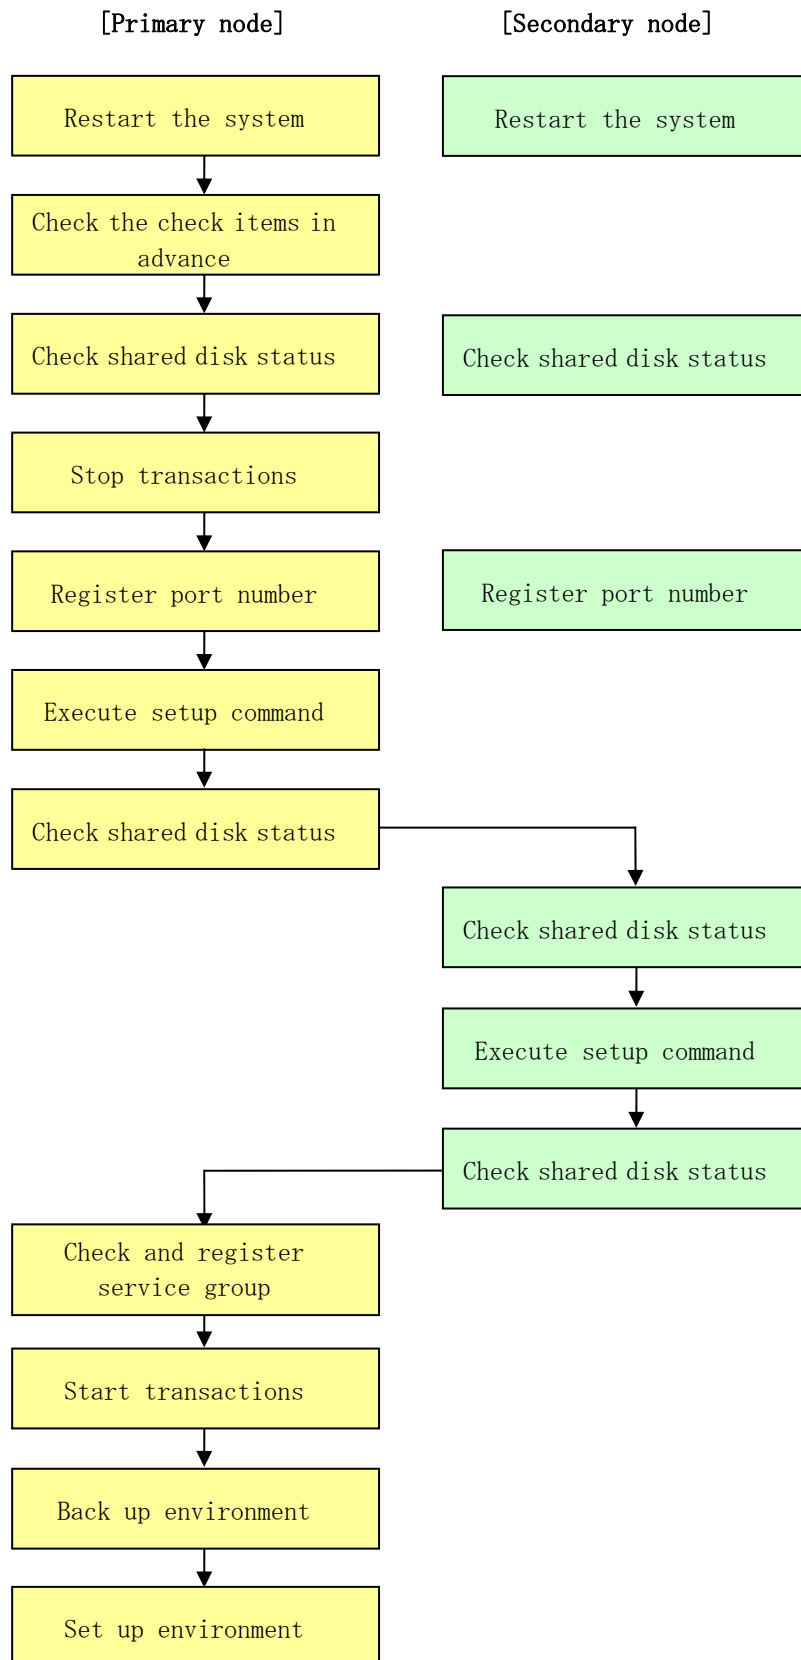 [Primary node] [Secondary node]
Restart the system
Restart the system
Check the check items in
advance
Check shared disk status
Check shared disk status
Stop transactions
Register port number
Register port number
Execute setup command
Check shared disk status
Check shared disk status
Execute setup command
Check shared disk status
Check and register
service group
Start transactions
Back up environment
Set up environment